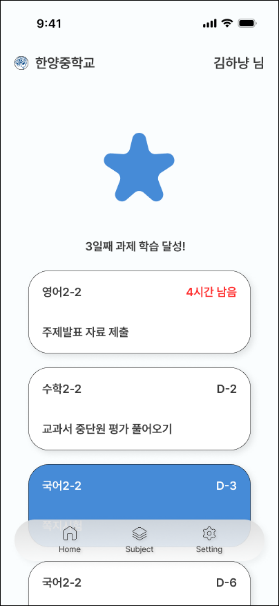 9:41
한양중학교
김하냥 님
3일째 과제 학습 달성!
영어2-2
4시간 남음
주제발표 자료 제출
수학2-2
D-2
교과서 중단원 평가 풀어오기
국어2-2
D-3
Home
Subject
Setting
국어2-2
D-6